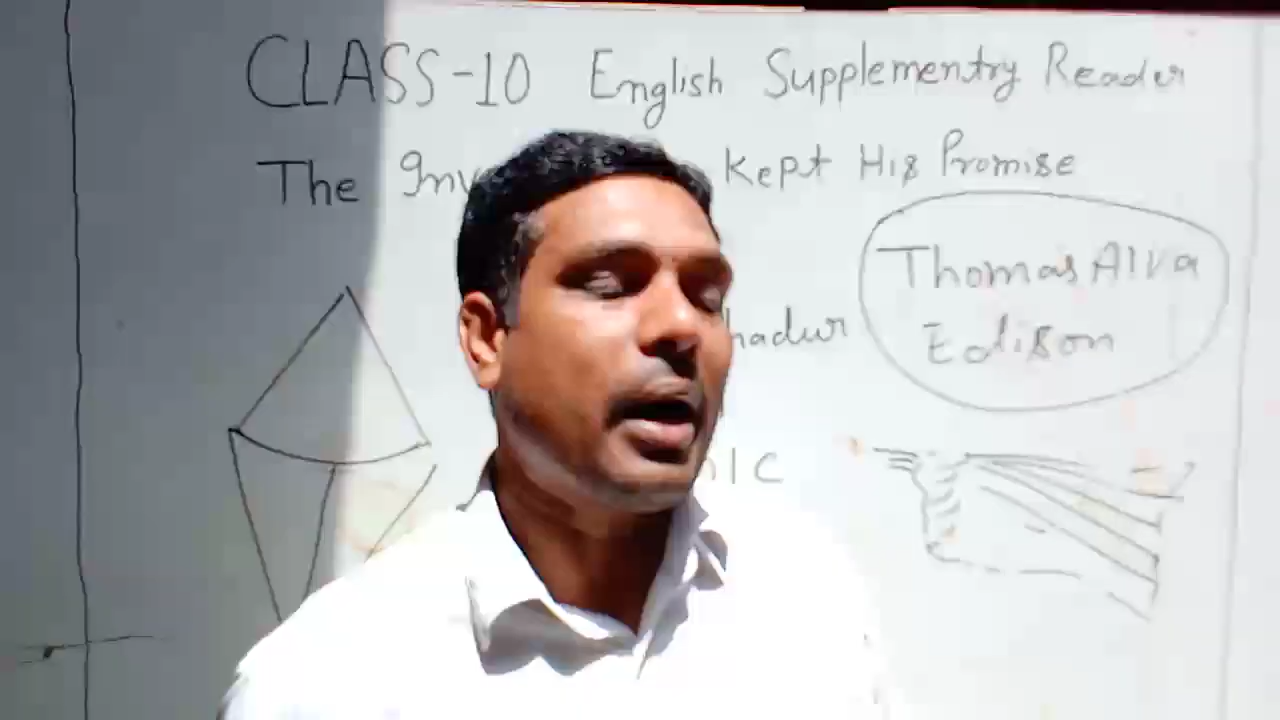 CLASS-10 English Supplementry Reader
The Kept His Promise
Thomas Alva
Edison